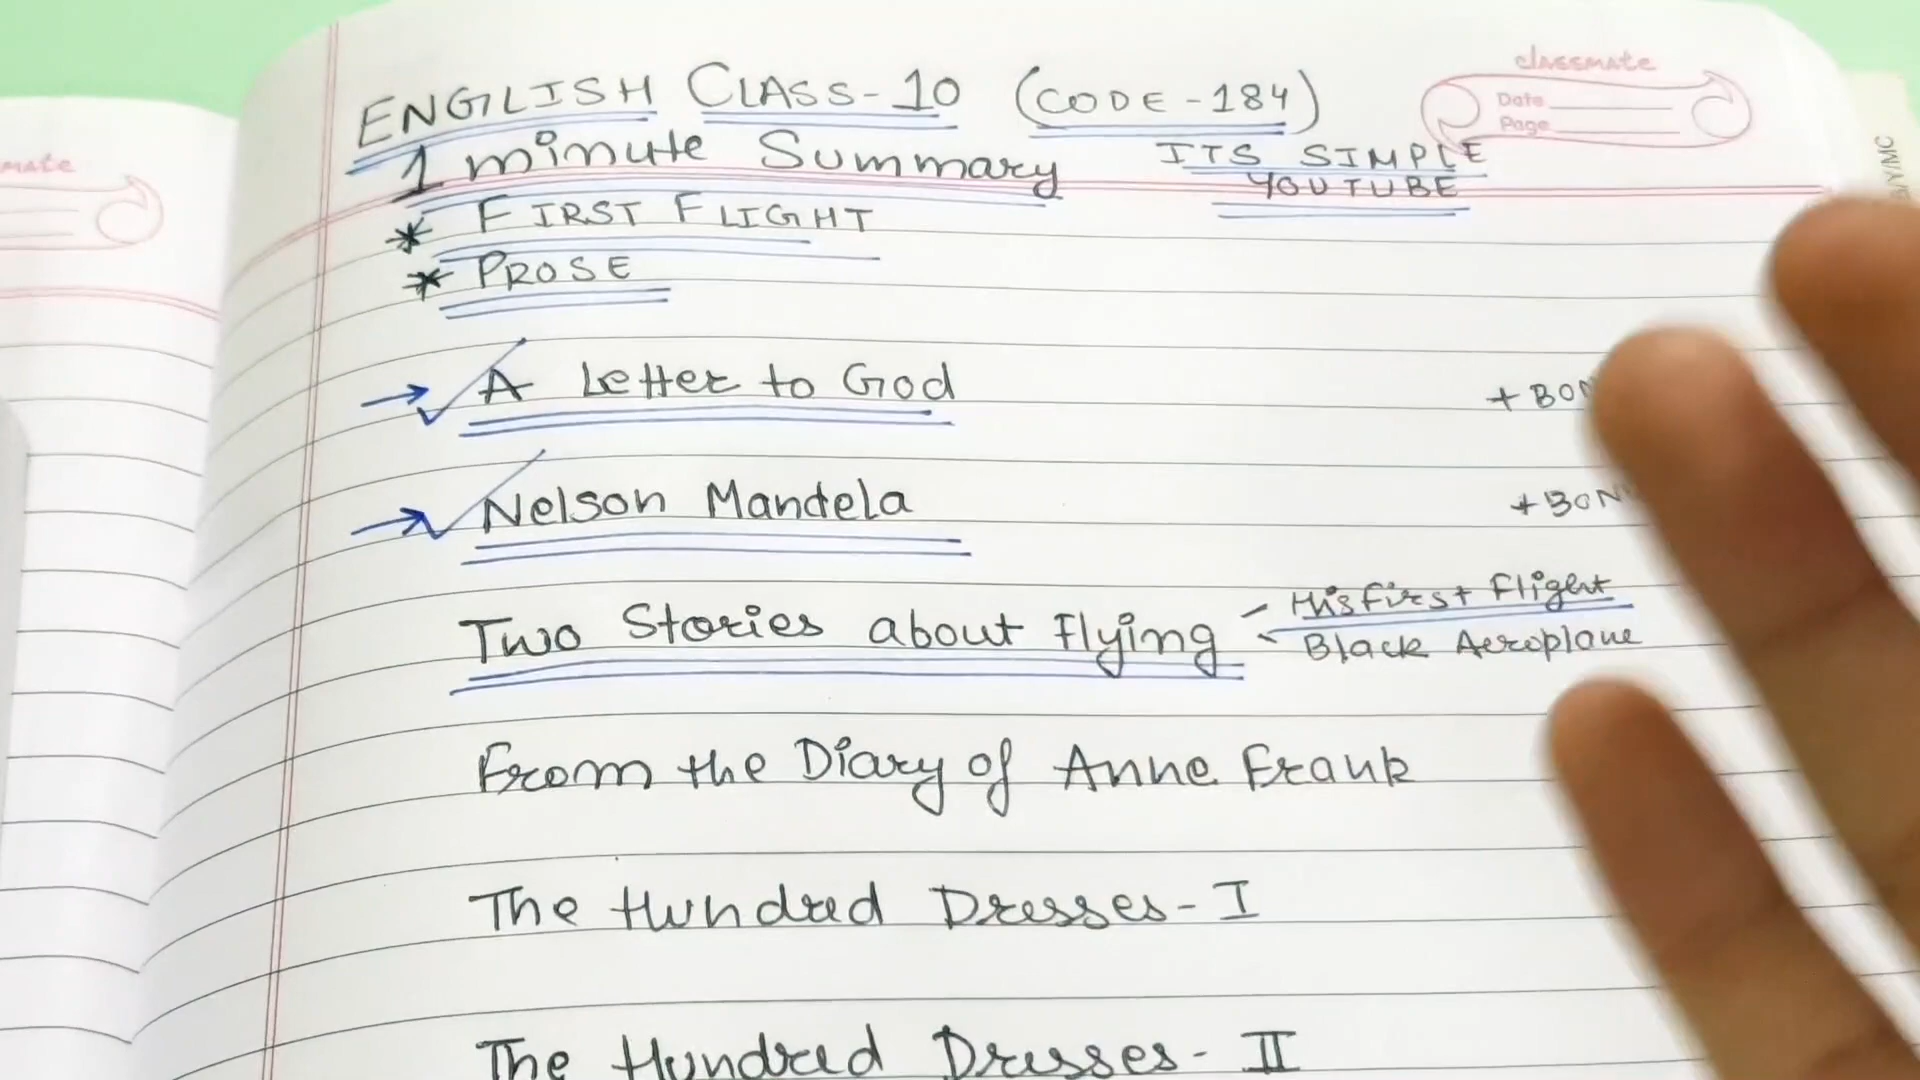 classmate
Date
Page
ENGLISH CLASS-10 (CODE-184)
1 minute Summary
ITS SIMPLE
YOUTUBE
* FIRST FLIGHT
* PROSE
→ ✓ A Letter to God
→ ✓ Nelson Mandela
Two Stories about Flying
His First Flight
Black Aeroplane
From the Diary of Anne Frank
The Hundred Dresses-I
The Hundred Dresses-II